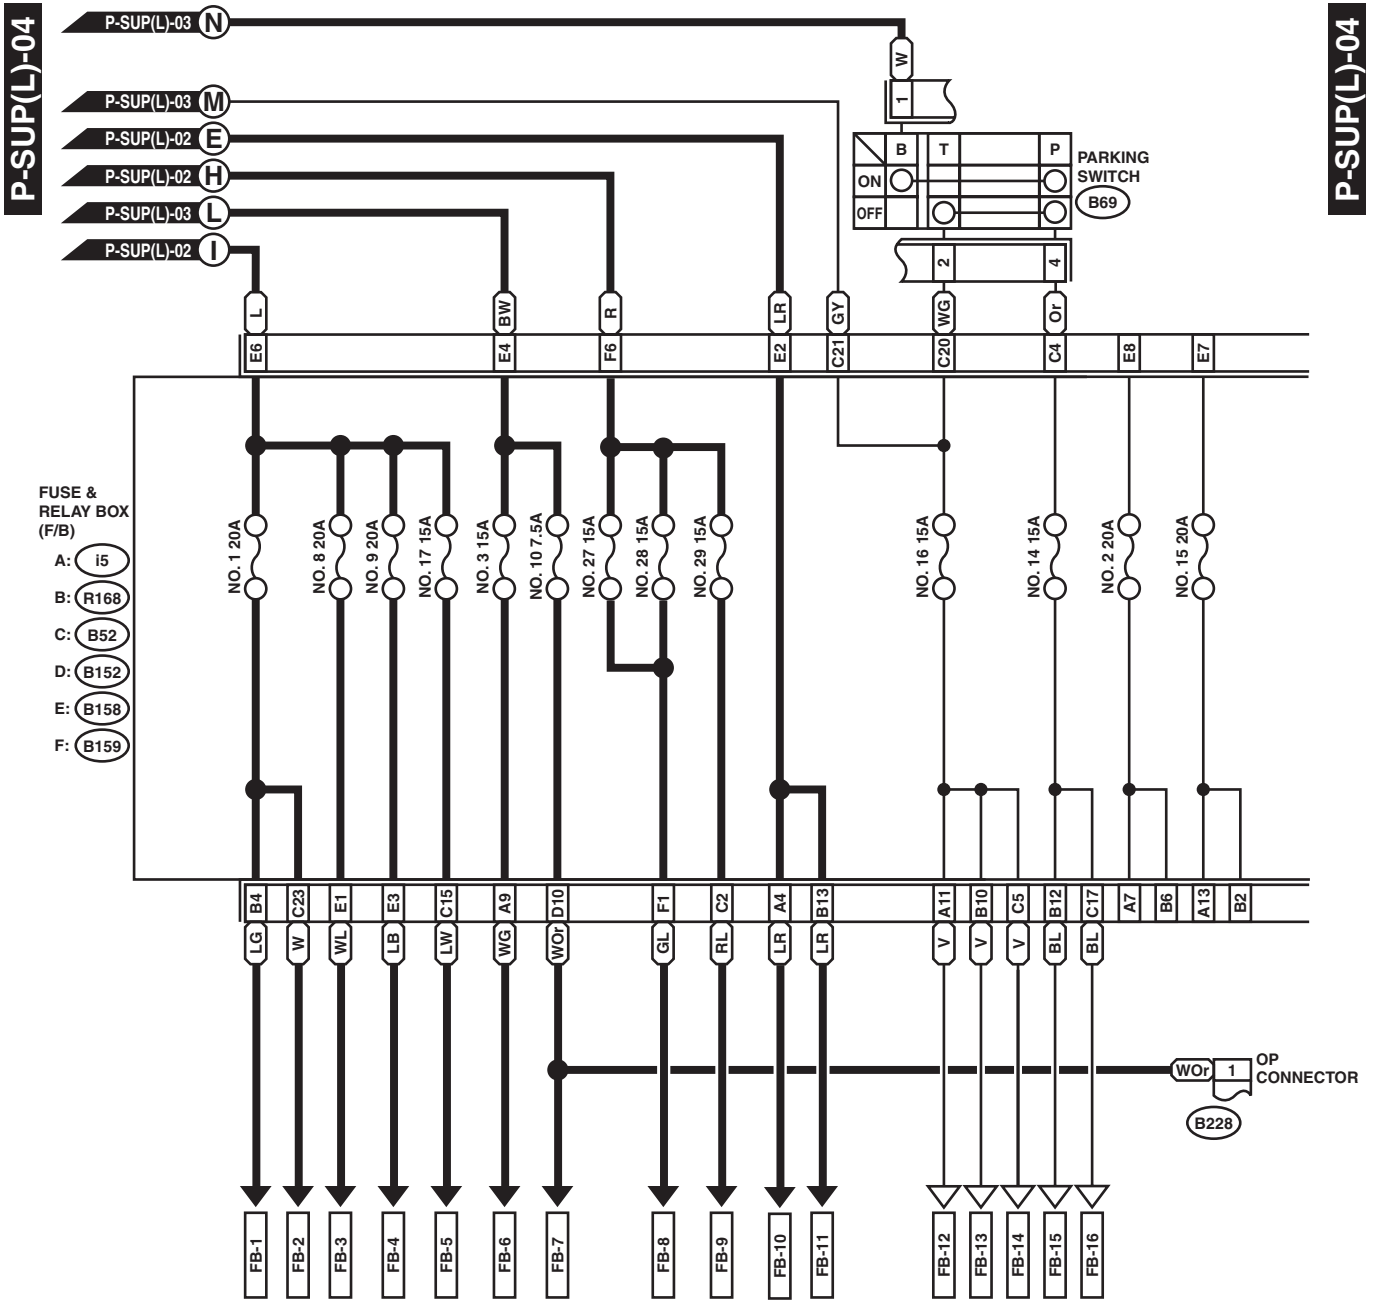 P-SUP(L)-04
P-SUP(L)-04
P-SUP(L)-03 N
P-SUP(L)-03 M
P-SUP(L)-02 E
P-SUP(L)-02 H
P-SUP(L)-03 L
P-SUP(L)-02 I
W
1
B T P
ON
OFF
PARKING
SWITCH
B69
2 4
L BW R LR GY WG Or
E6 E4 F6 E2 C21 C20 C4 E8 E7
FUSE &
RELAY BOX
(F/B)
A: i5
B: R168
C: B52
D: B152
E: B158
F: B159
NO. 1 20A
NO. 8 20A
NO. 9 20A
NO. 17 15A
NO. 3 15A
NO. 10 7.5A
NO. 27 15A
NO. 28 15A
NO. 29 15A
NO. 16 15A
NO. 14 15A
NO. 2 20A
NO. 15 20A
B4 C23 E1 E3 C15 A9 D10 F1 C2 A4 B13 A11 B10 C5 B12 C17 A7 B6 A13 B2
LG W WL LB LW WG WOr GL RL LR LR V V V BL BL
WOr 1
OP
CONNECTOR
B228
FB-1 FB-2 FB-3 FB-4 FB-5 FB-6 FB-7 FB-8 FB-9 FB-10 FB-11 FB-12 FB-13 FB-14 FB-15 FB-16